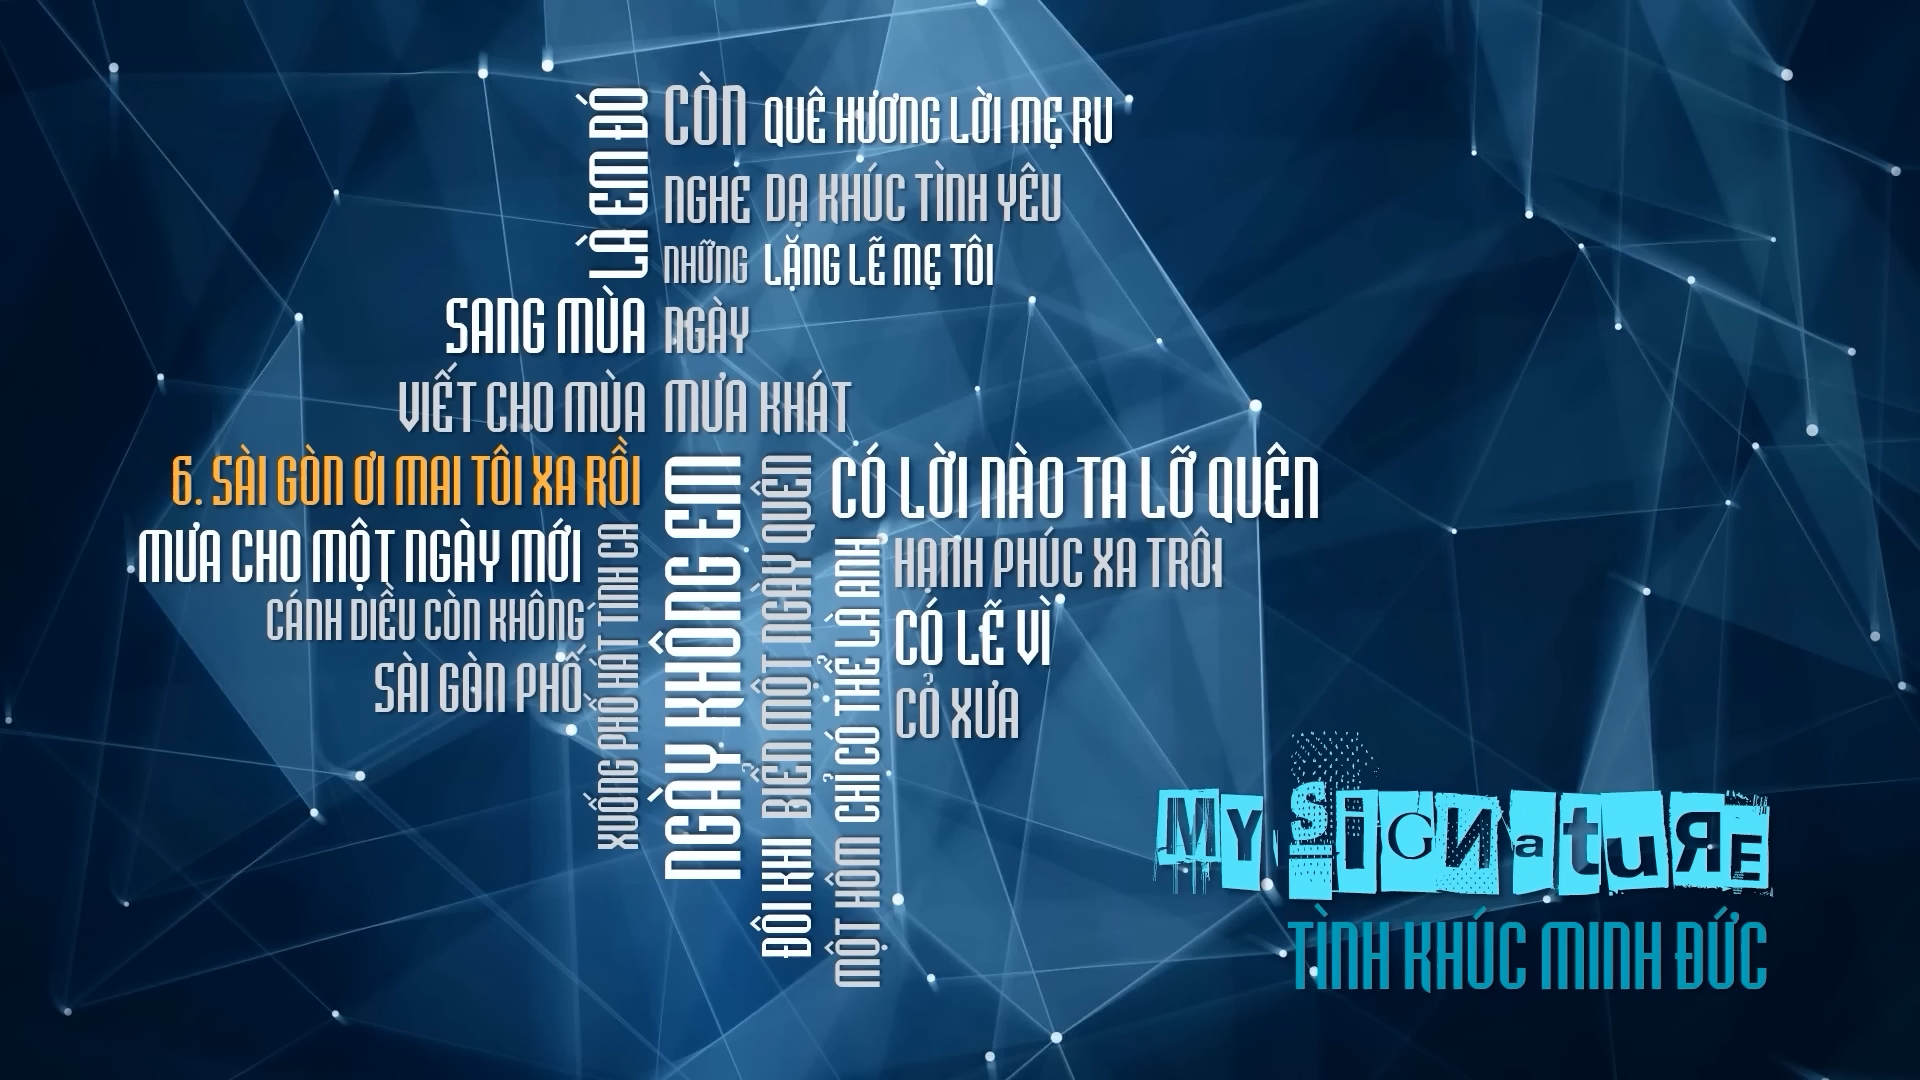 LÀ EM ĐÓ
CÒN
QUÊ HƯƠNG LỜI MẸ RU
NGHE
DẠ KHÚC TÌNH YÊU
NHỮNG
LẶNG LẼ MẸ TÔI
SANG MÙA
NGÀY
VIẾT CHO MÙA
MƯA KHÁT
6. SÀI GÒN ƠI MAI TÔI XA RỒI
MƯA CHO MỘT NGÀY MỚI
CÁNH DIỀU CÒN KHÔNG
SÀI GÒN PHỐ
XUỐNG PHỐ HÁT TÌNH CA
NGÀY KHÔNG EM
BIỂN MỘT NGÀY QUÊN
ĐÔI KHI
CÓ LỜI NÀO TA LỠ QUÊN
CHỈ CÓ THỂ LÀ ANH
MỘT HÔM
HẠNH PHÚC XA TRÔI
CÓ LẼ VÌ
CỎ XƯA
MY SIGNATURE
TÌNH KHÚC MINH ĐỨC